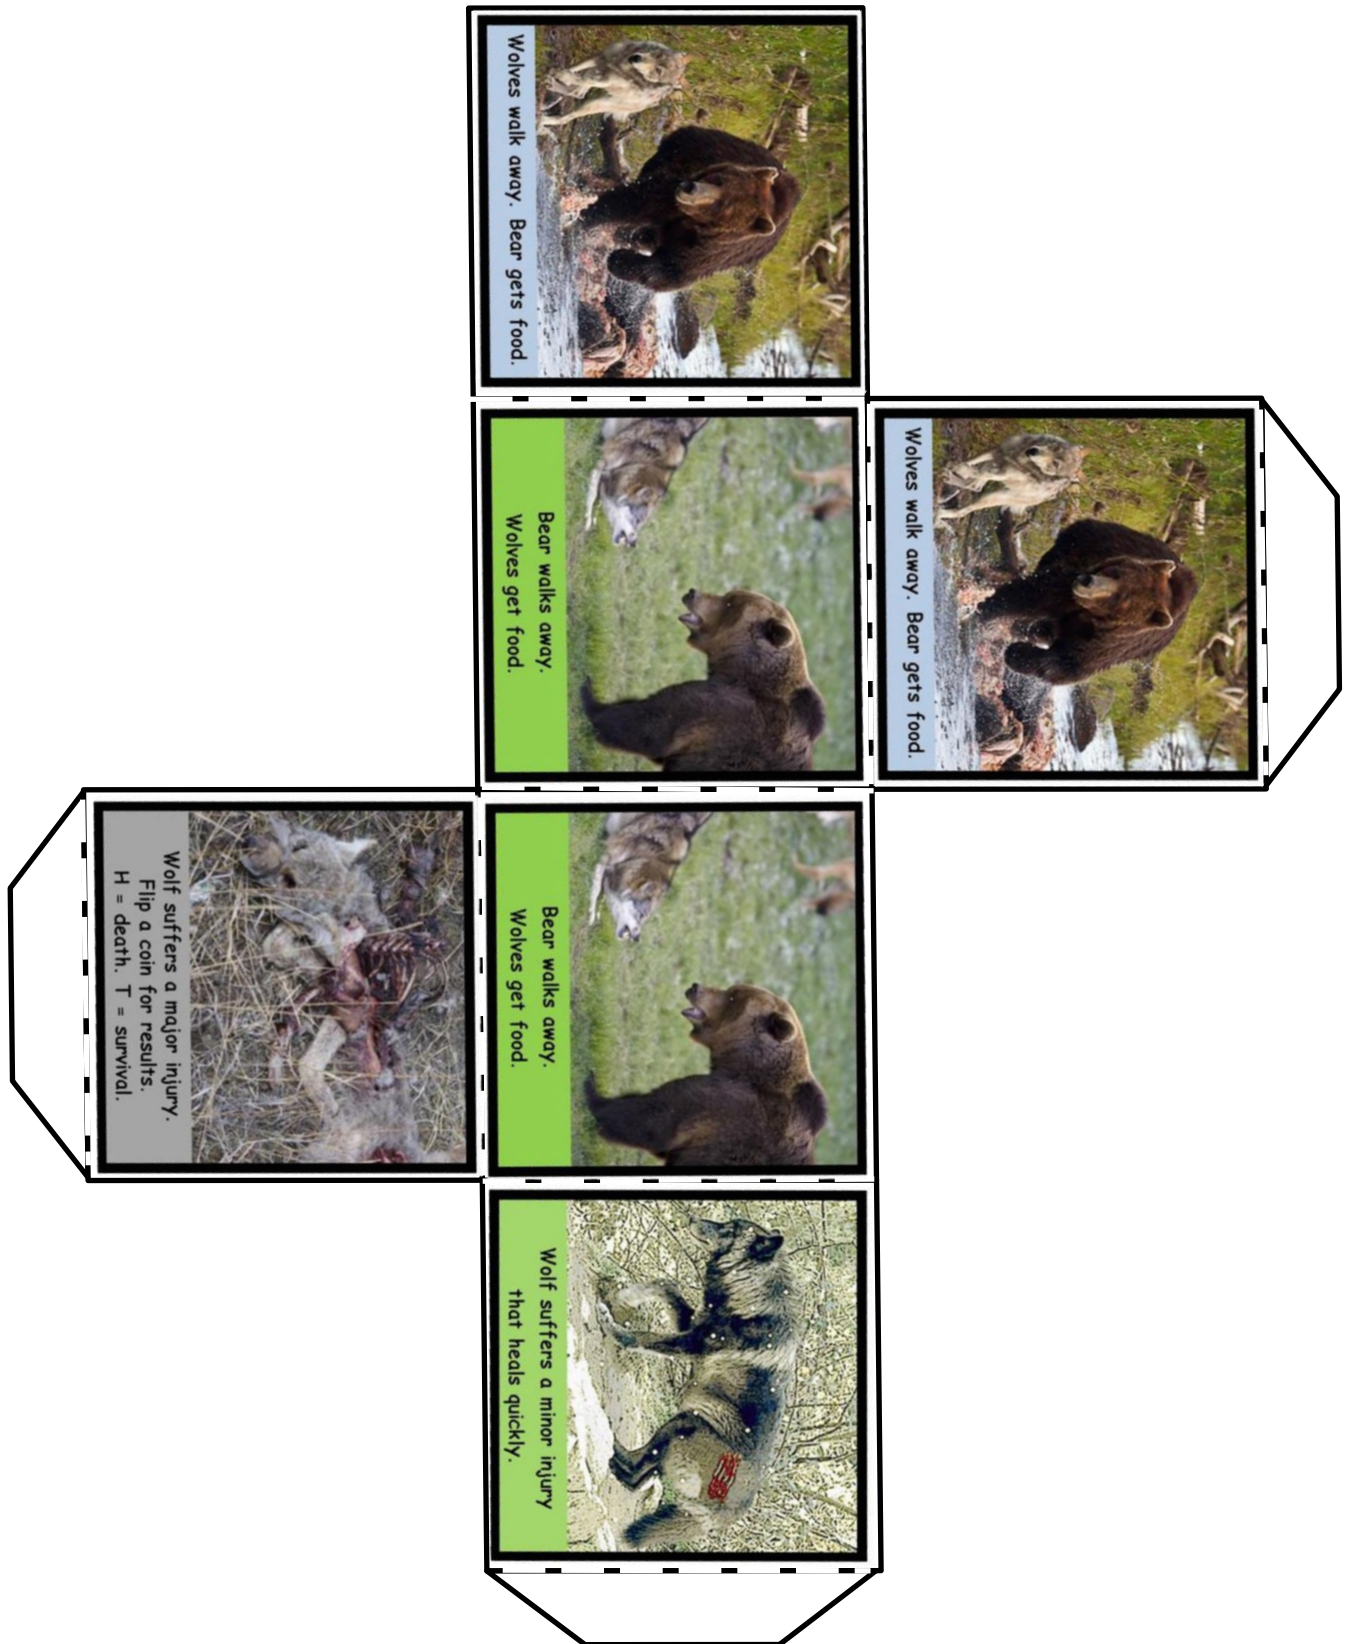 Wolves walk away. Bear gets food.
Bear walks away.
Wolves get food.
Wolves walk away. Bear gets food.
Wolf suffers a major injury.
Flip a coin for results.
H = death. T = survival.
Bear walks away.
Wolves get food.
Wolf suffers a minor injury
that heals quickly.